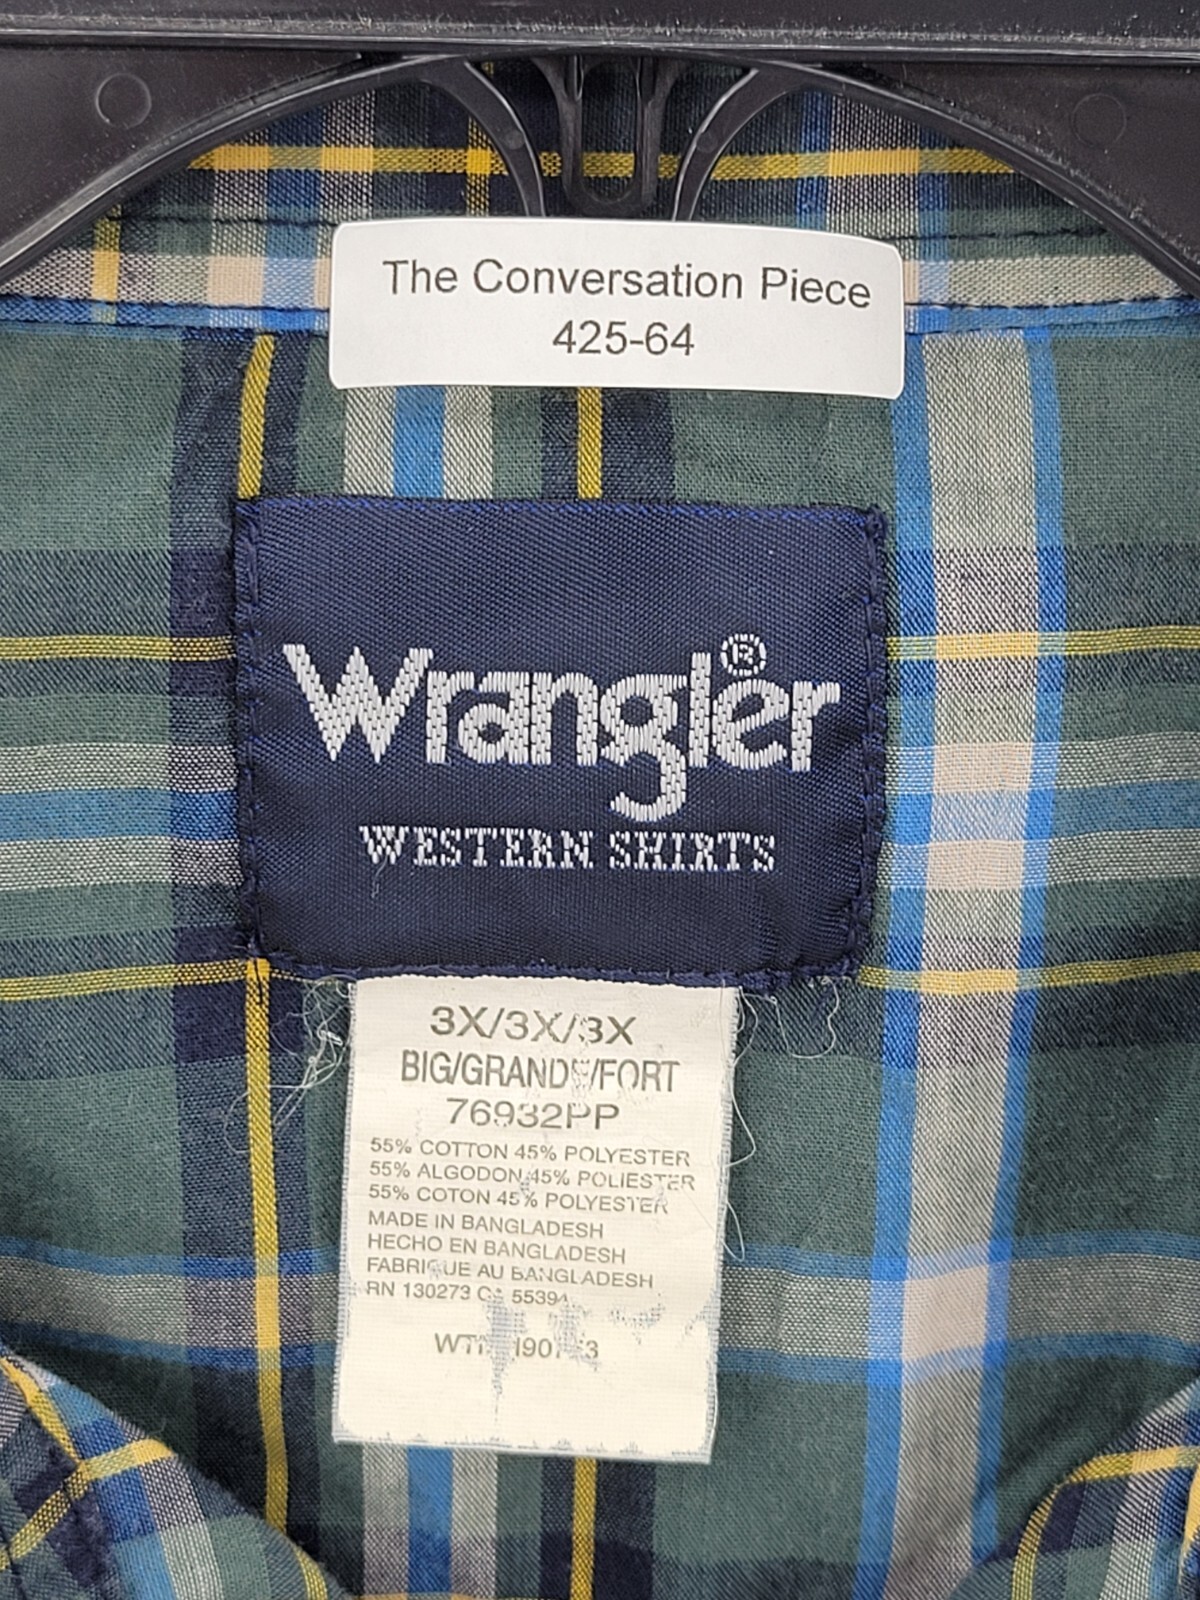 The Conversation Piece
425-64
Wrangler®
WESTERN SHIRTS
3X/3X/3X
BIG/GRANDE/FORT
76932PP
55% COTTON 45% POLYESTER
55% ALGODON 45% POLIESTER
55% COTON 45% POLYESTER
MADE IN BANGLADESH
HECHO EN BANGLADESH
FABRIQUE AU BANGLADESH
RN 130273 CA 55394